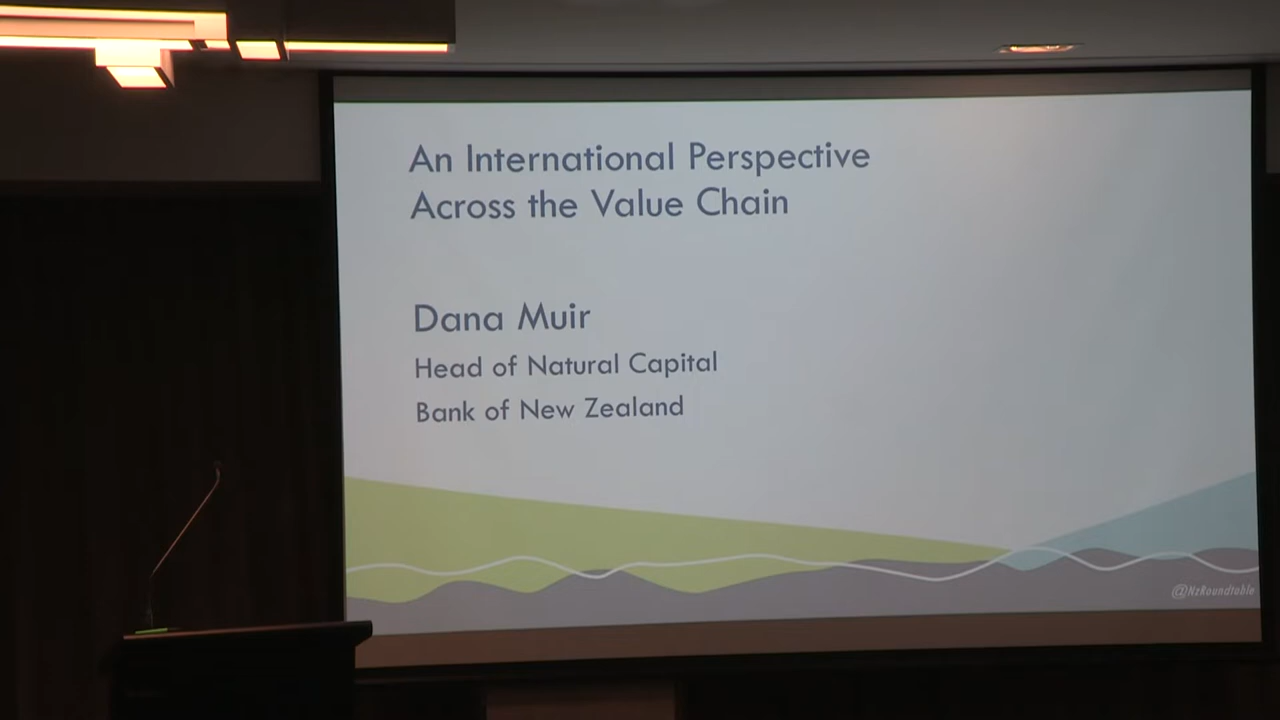 An International Perspective
Across the Value Chain
Dana Muir
Head of Natural Capital
Bank of New Zealand
@NzRoundtable